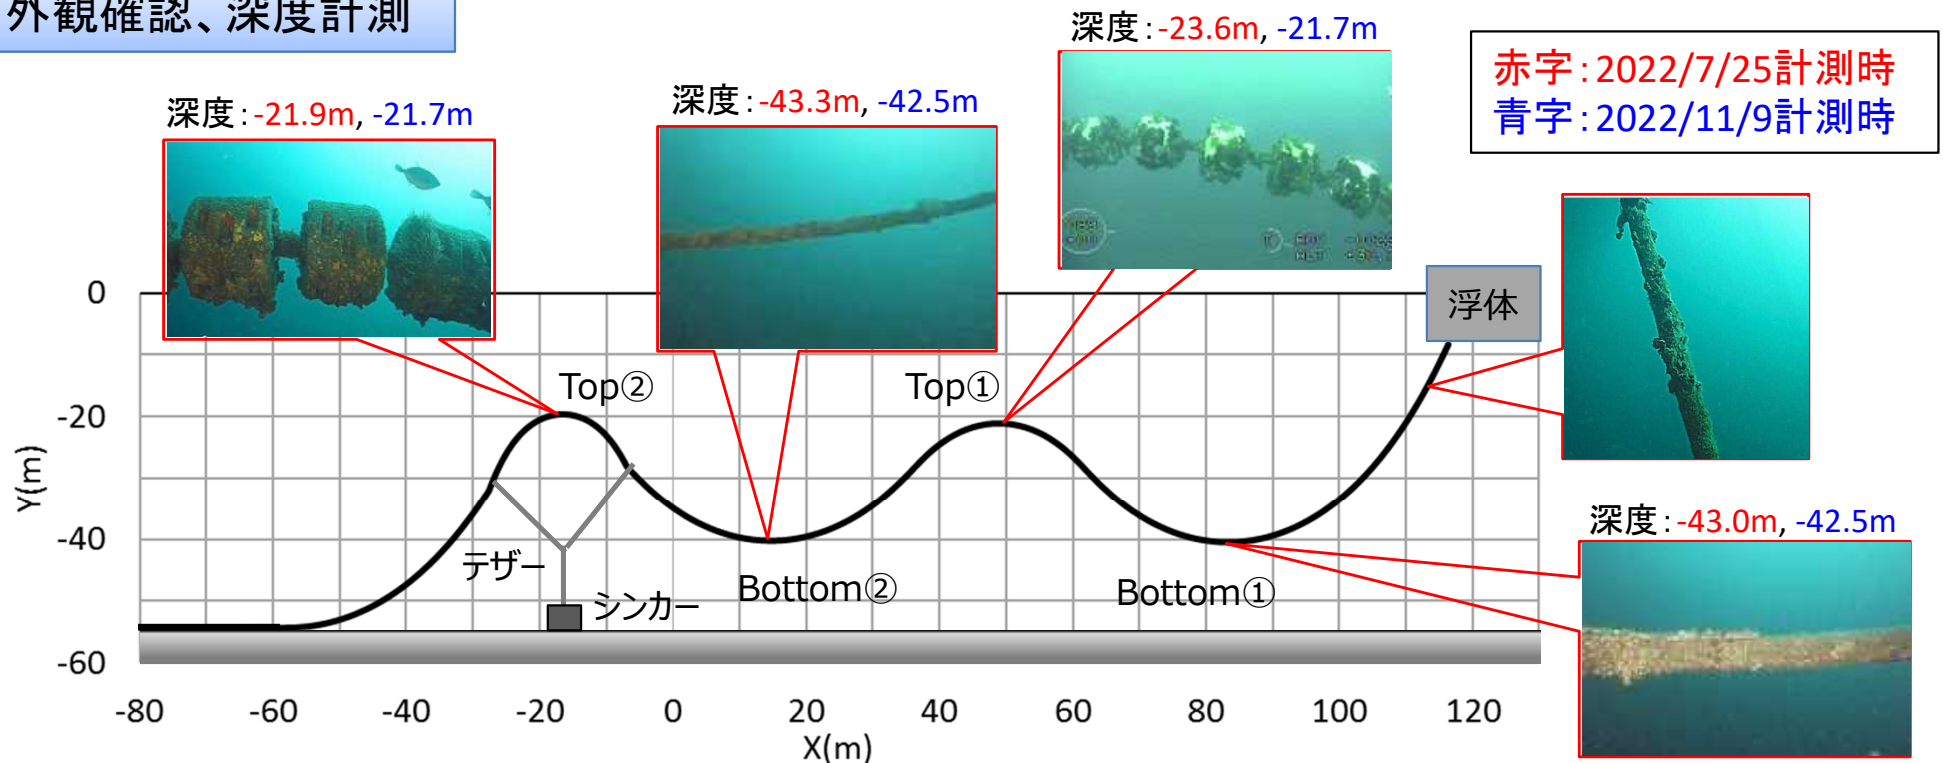 外観確認、深度計測
深度：-23.6m, -21.7m
赤字：2022/7/25計測時
青字：2022/11/9計測時
深度：-21.9m, -21.7m
深度：-43.3m, -42.5m
浮体
Top②
Top①
テザー
シンカー
Bottom②
Bottom①
深度：-43.0m, -42.5m
Y(m)
0
-20
-40
-60
-80
-60
-40
-20
0
20
40
60
80
100
120
X(m)